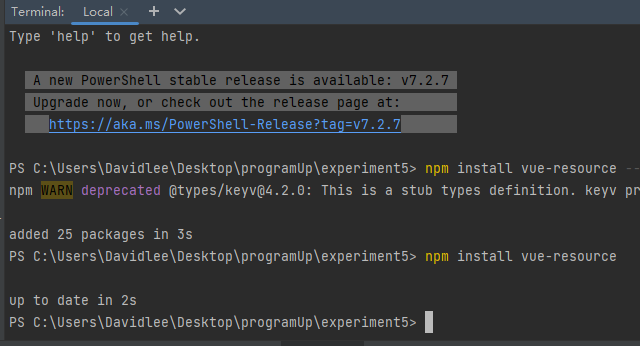 Terminal: Local × + ∨
Type 'help' to get help.
A new PowerShell stable release is available: v7.2.7
Upgrade now, or check out the release page at:
https://aka.ms/PowerShell-Release?tag=v7.2.7
PS C:\Users\Davidlee\Desktop\programUp\experiment5> npm install vue-resource --
npm WARN deprecated @types/keyv@4.2.0: This is a stub types definition. keyv pr
added 25 packages in 3s
PS C:\Users\Davidlee\Desktop\programUp\experiment5> npm install vue-resource
up to date in 2s
PS C:\Users\Davidlee\Desktop\programUp\experiment5>